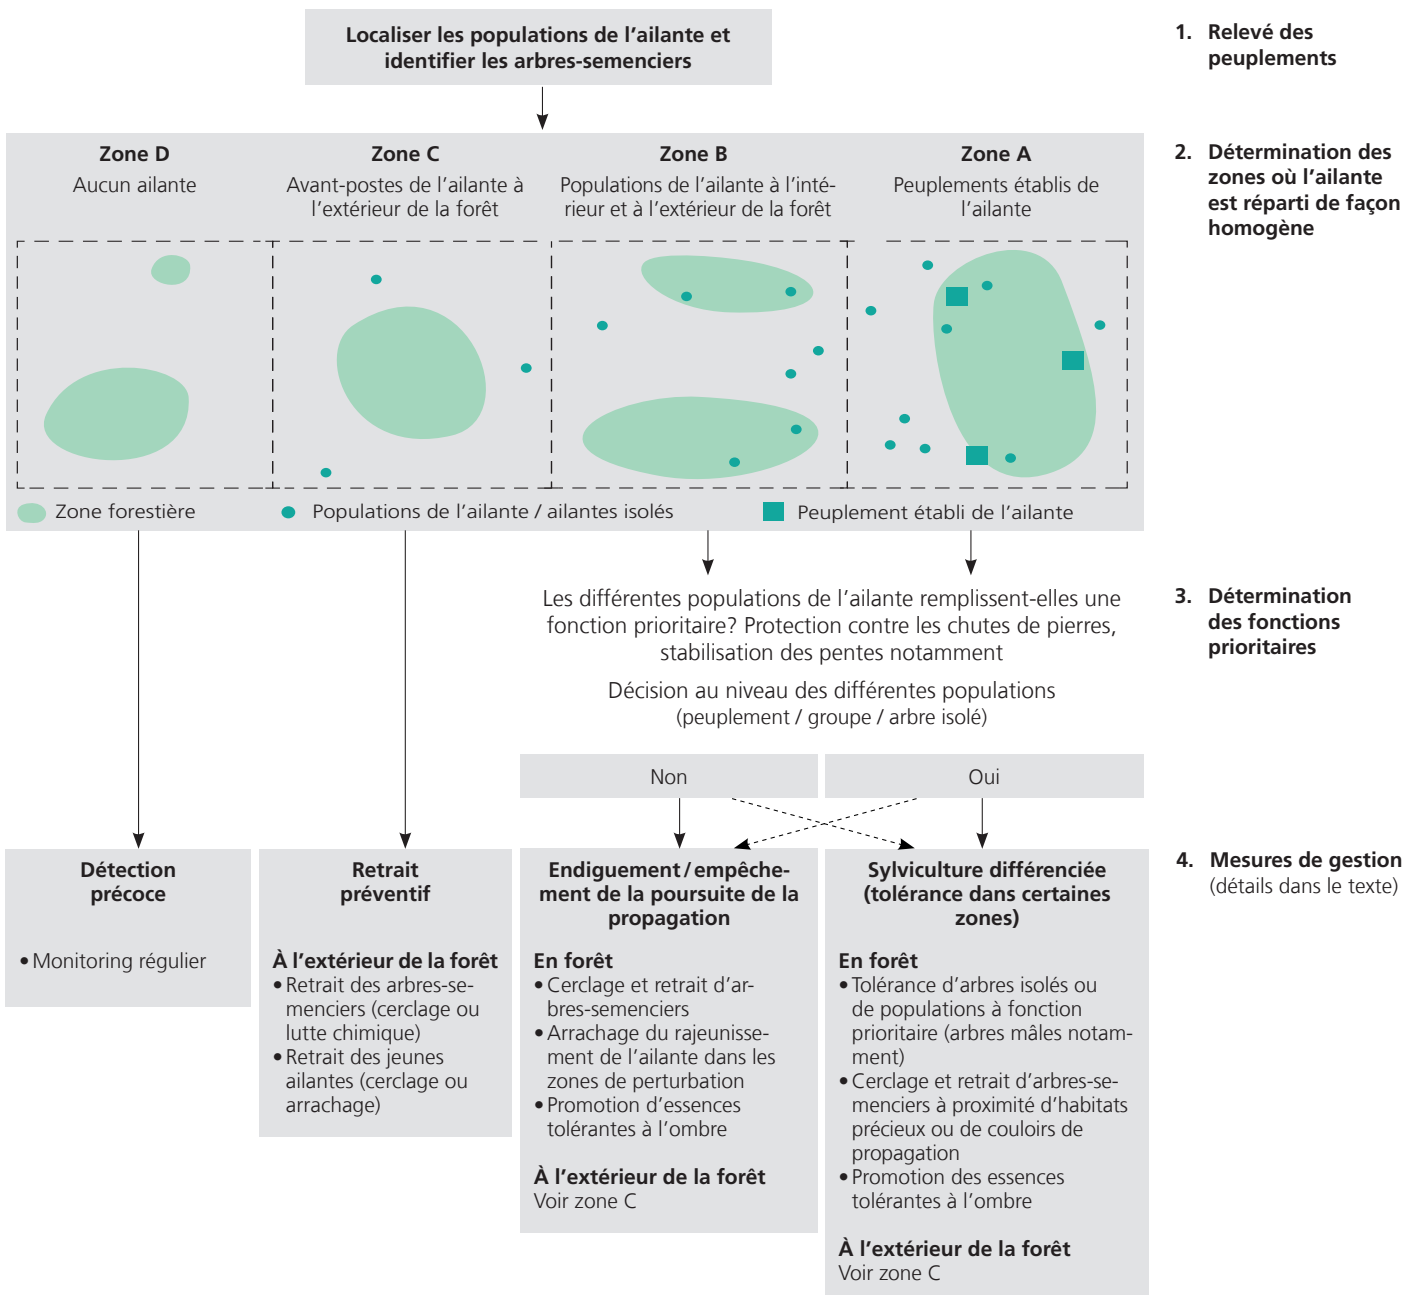 Localiser les populations de l’ailante et
identifier les arbres-semenciers
1. Relevé des
peuplements
Zone D
Aucun ailante
Zone C
Avant-postes de l’ailante à
l’extérieur de la forêt
Zone B
Populations de l’ailante à l’inté-
rieur et à l’extérieur de la forêt
Zone A
Peuplements établis de
l’ailante
2. Détermination des
zones où l’ailante
est réparti de façon
homogène
Zone forestière
Populations de l’ailante / ailantes isolés
Peuplement établi de l’ailante
Les différentes populations de l’ailante remplissent-elles une
fonction prioritaire? Protection contre les chutes de pierres,
stabilisation des pentes notamment
Décision au niveau des différentes populations
(peuplement / groupe / arbre isolé)
3. Détermination
des fonctions
prioritaires
Non
Oui
Détection
précoce
• Monitoring régulier
Retrait
préventif
À l’extérieur de la forêt
• Retrait des arbres-se-
menciers (cerclage ou
lutte chimique)
• Retrait des jeunes
ailantes (cerclage ou
arrachage)
Endiguement / empêche-
ment de la poursuite de la
propagation
En forêt
• Cerclage et retrait d’ar-
bres-semenciers
• Arrachage du rajeunisse-
ment de l’ailante dans les
zones de perturbation
• Promotion d’essences
tolérantes à l’ombre
À l’extérieur de la forêt
Voir zone C
Sylviculture différenciée
(tolérance dans certaines
zones)
En forêt
• Tolérance d’arbres isolés ou
de populations à fonction
prioritaire (arbres mâles notam-
ment)
• Cerclage et retrait d’arbres-se-
menciers à proximité d’habitats
précieux ou de couloirs de
propagation
• Promotion des essences
tolérantes à l’ombre
À l’extérieur de la forêt
Voir zone C
4. Mesures de gestion
(détails dans le texte)